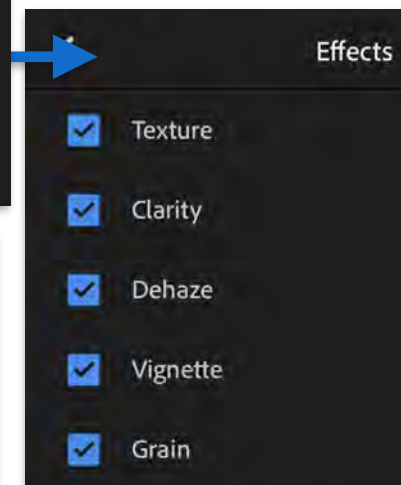 Effects
Texture
Clarity
Dehaze
Vignette
Grain